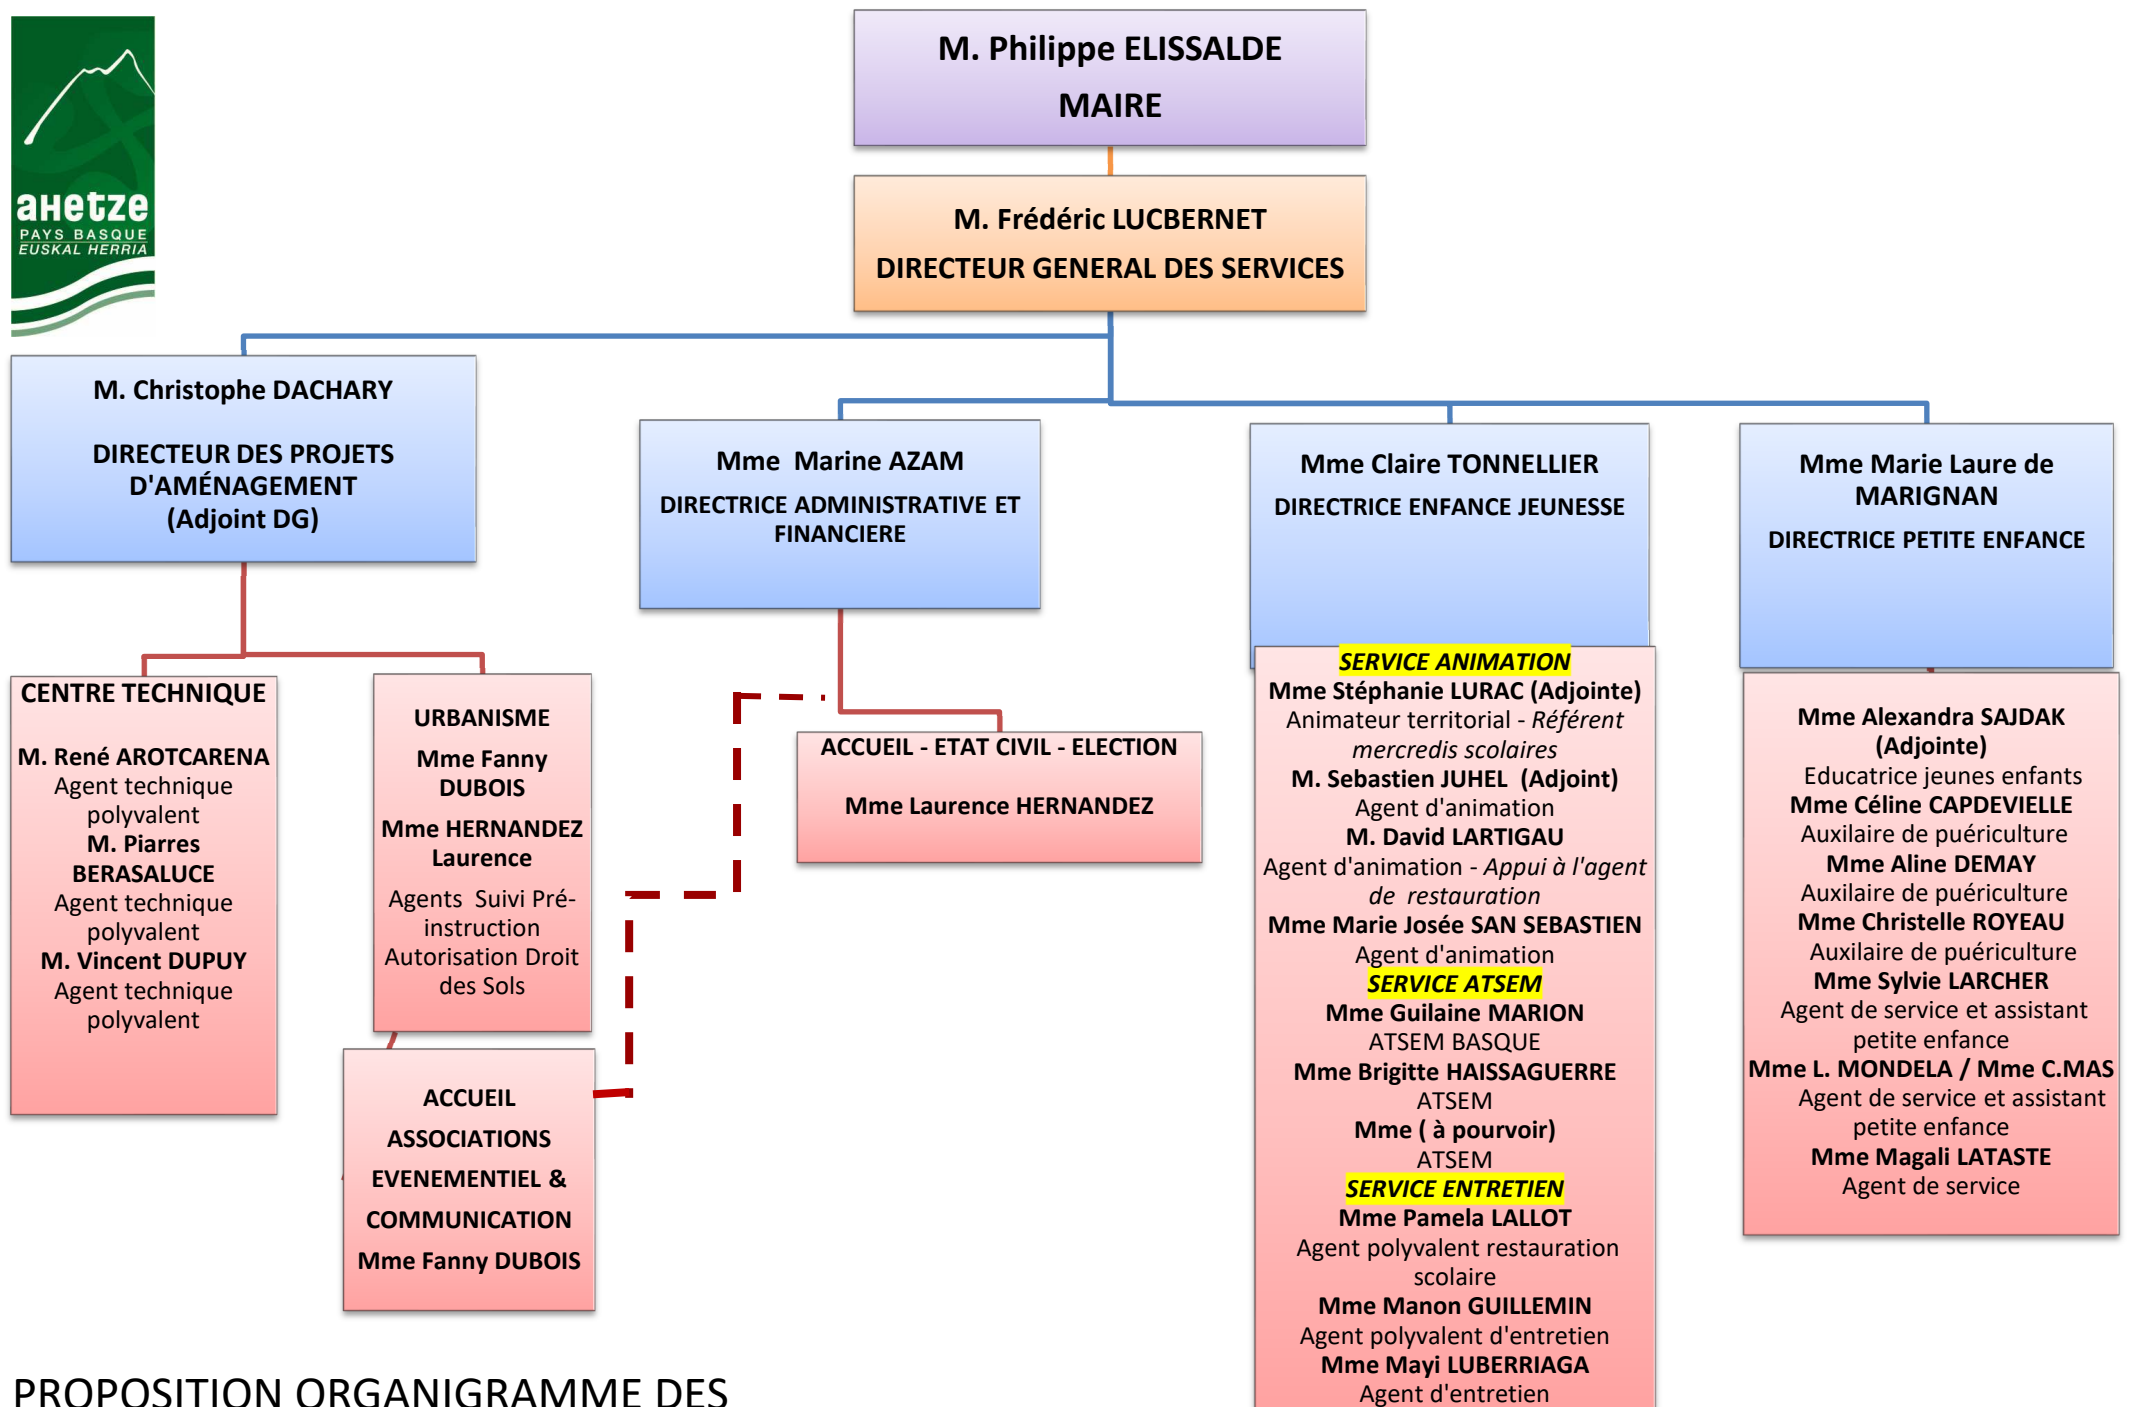 aHetze
PAYS BASQUE
EUSKAL HERRIA
M. Philippe ELISSALDE
MAIRE
M. Frédéric LUCBERNET
DIRECTEUR GENERAL DES SERVICES
M. Christophe DACHARY
DIRECTEUR DES PROJETS
D'AMÉNAGEMENT
(Adjoint DG)
Mme Marine AZAM
DIRECTRICE ADMINISTRATIVE ET
FINANCIERE
Mme Claire TONNELLIER
DIRECTRICE ENFANCE JEUNESSE
Mme Marie Laure de
MARIGNAN
DIRECTRICE PETITE ENFANCE
CENTRE TECHNIQUE
M. René AROTCARENA
Agent technique
polyvalent
M. Piarres
BERASALUCE
Agent technique
polyvalent
M. Vincent DUPUY
Agent technique
polyvalent
URBANISME
Mme Fanny
DUBOIS
Mme HERNANDEZ
Laurence
Agents Suivi Pré-
instruction
Autorisation Droit
des Sols
ACCUEIL
ASSOCIATIONS
EVENEMENTIEL &
COMMUNICATION
Mme Fanny DUBOIS
ACCUEIL - ETAT CIVIL - ELECTION
Mme Laurence HERNANDEZ
SERVICE ANIMATION
Mme Stéphanie LURAC (Adjointe)
Animateur territorial - Référent
mercredis scolaires
M. Sebastien JUHEL (Adjoint)
Agent d'animation
M. David LARTIGAU
Agent d'animation - Appui à l'agent
de restauration
Mme Marie Josée SAN SEBASTIEN
Agent d'animation
SERVICE ATSEM
Mme Guilaine MARION
ATSEM BASQUE
Mme Brigitte HAISSAGUERRE
ATSEM
Mme ( à pourvoir)
ATSEM
SERVICE ENTRETIEN
Mme Pamela LALLOT
Agent polyvalent restauration
scolaire
Mme Manon GUILLEMIN
Agent polyvalent d'entretien
Mme Mayi LUBERRIAGA
Agent d'entretien
Mme Alexandra SAJDAK
(Adjointe)
Educatrice jeunes enfants
Mme Céline CAPDEVIELLE
Auxilaire de puériculture
Mme Aline DEMAY
Auxilaire de puériculture
Mme Christelle ROYEAU
Auxilaire de puériculture
Mme Sylvie LARCHER
Agent de service et assistant
petite enfance
Mme L. MONDELA / Mme C.MAS
Agent de service et assistant
petite enfance
Mme Magali LATASTE
Agent de service
PROPOSITION ORGANIGRAMME DES